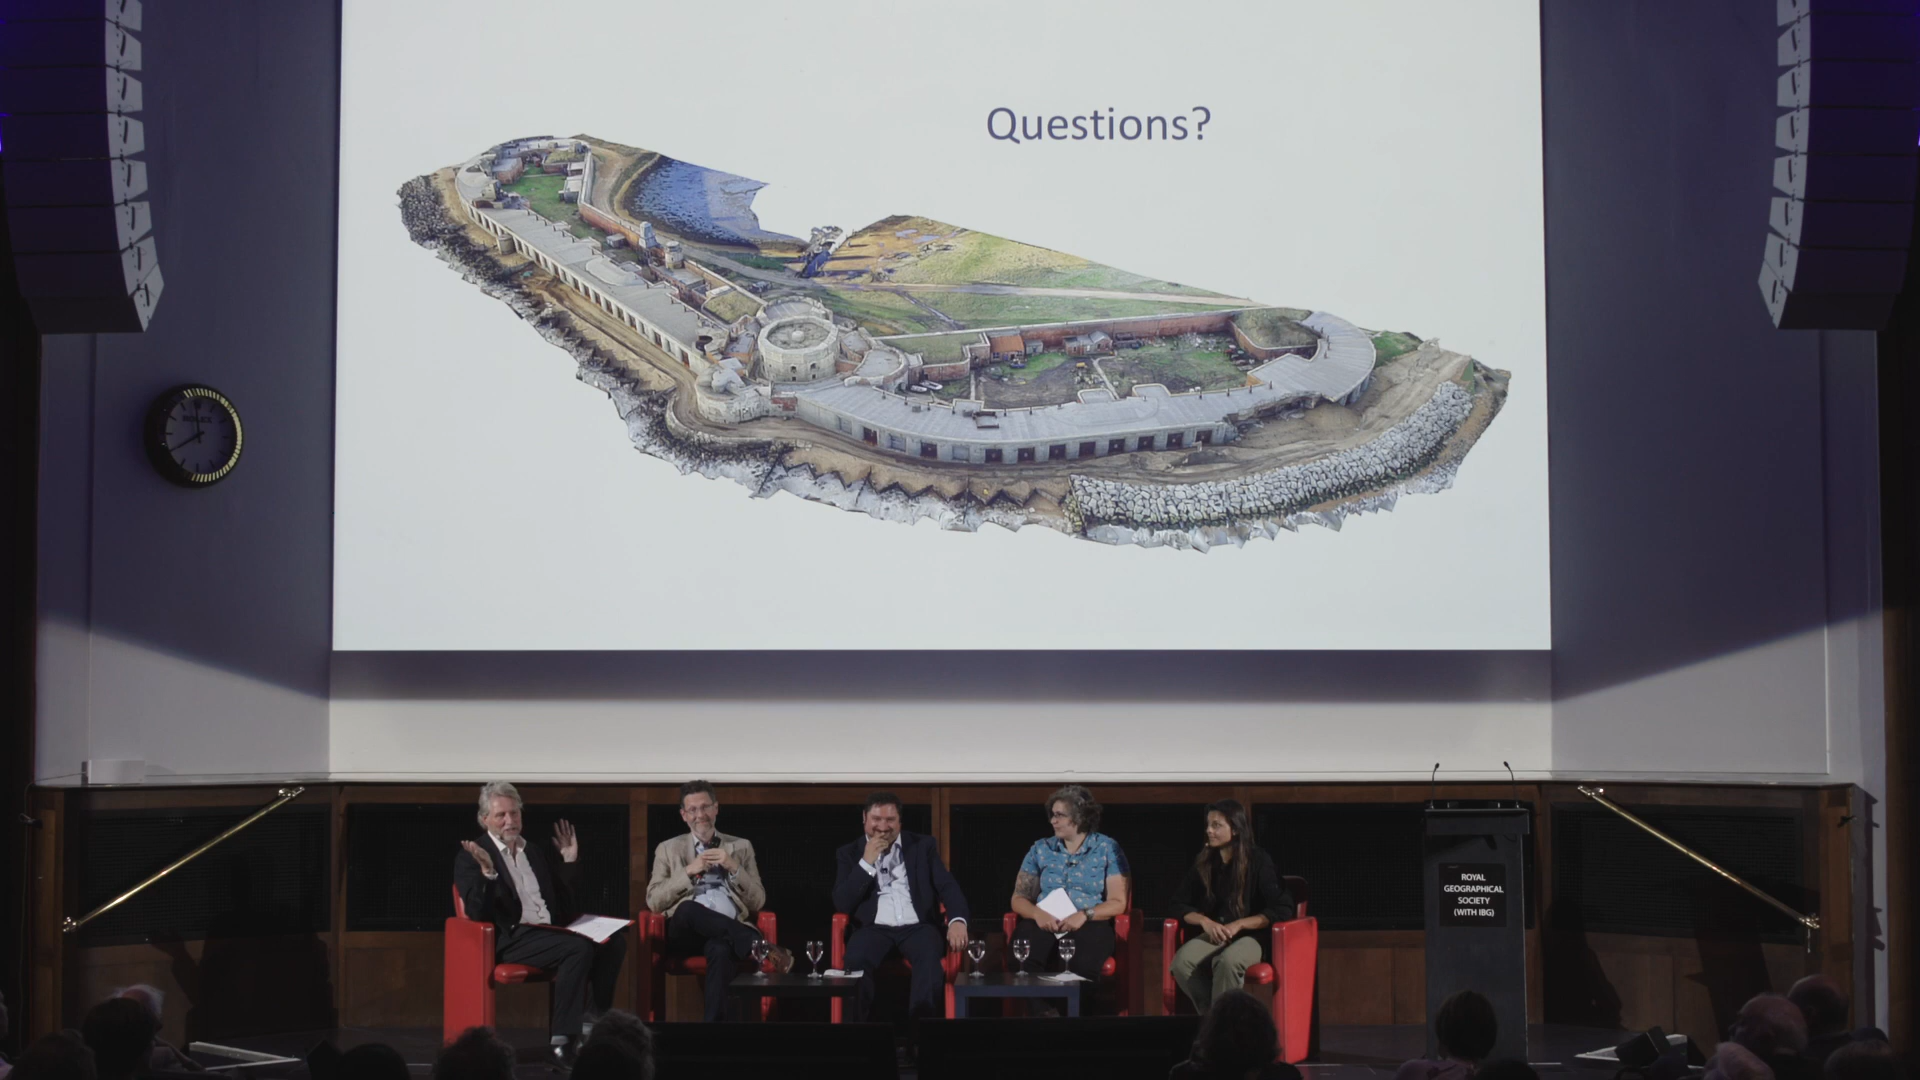 Questions?
ROYAL
GEOGRAPHICAL
SOCIETY
(WITH IBG)